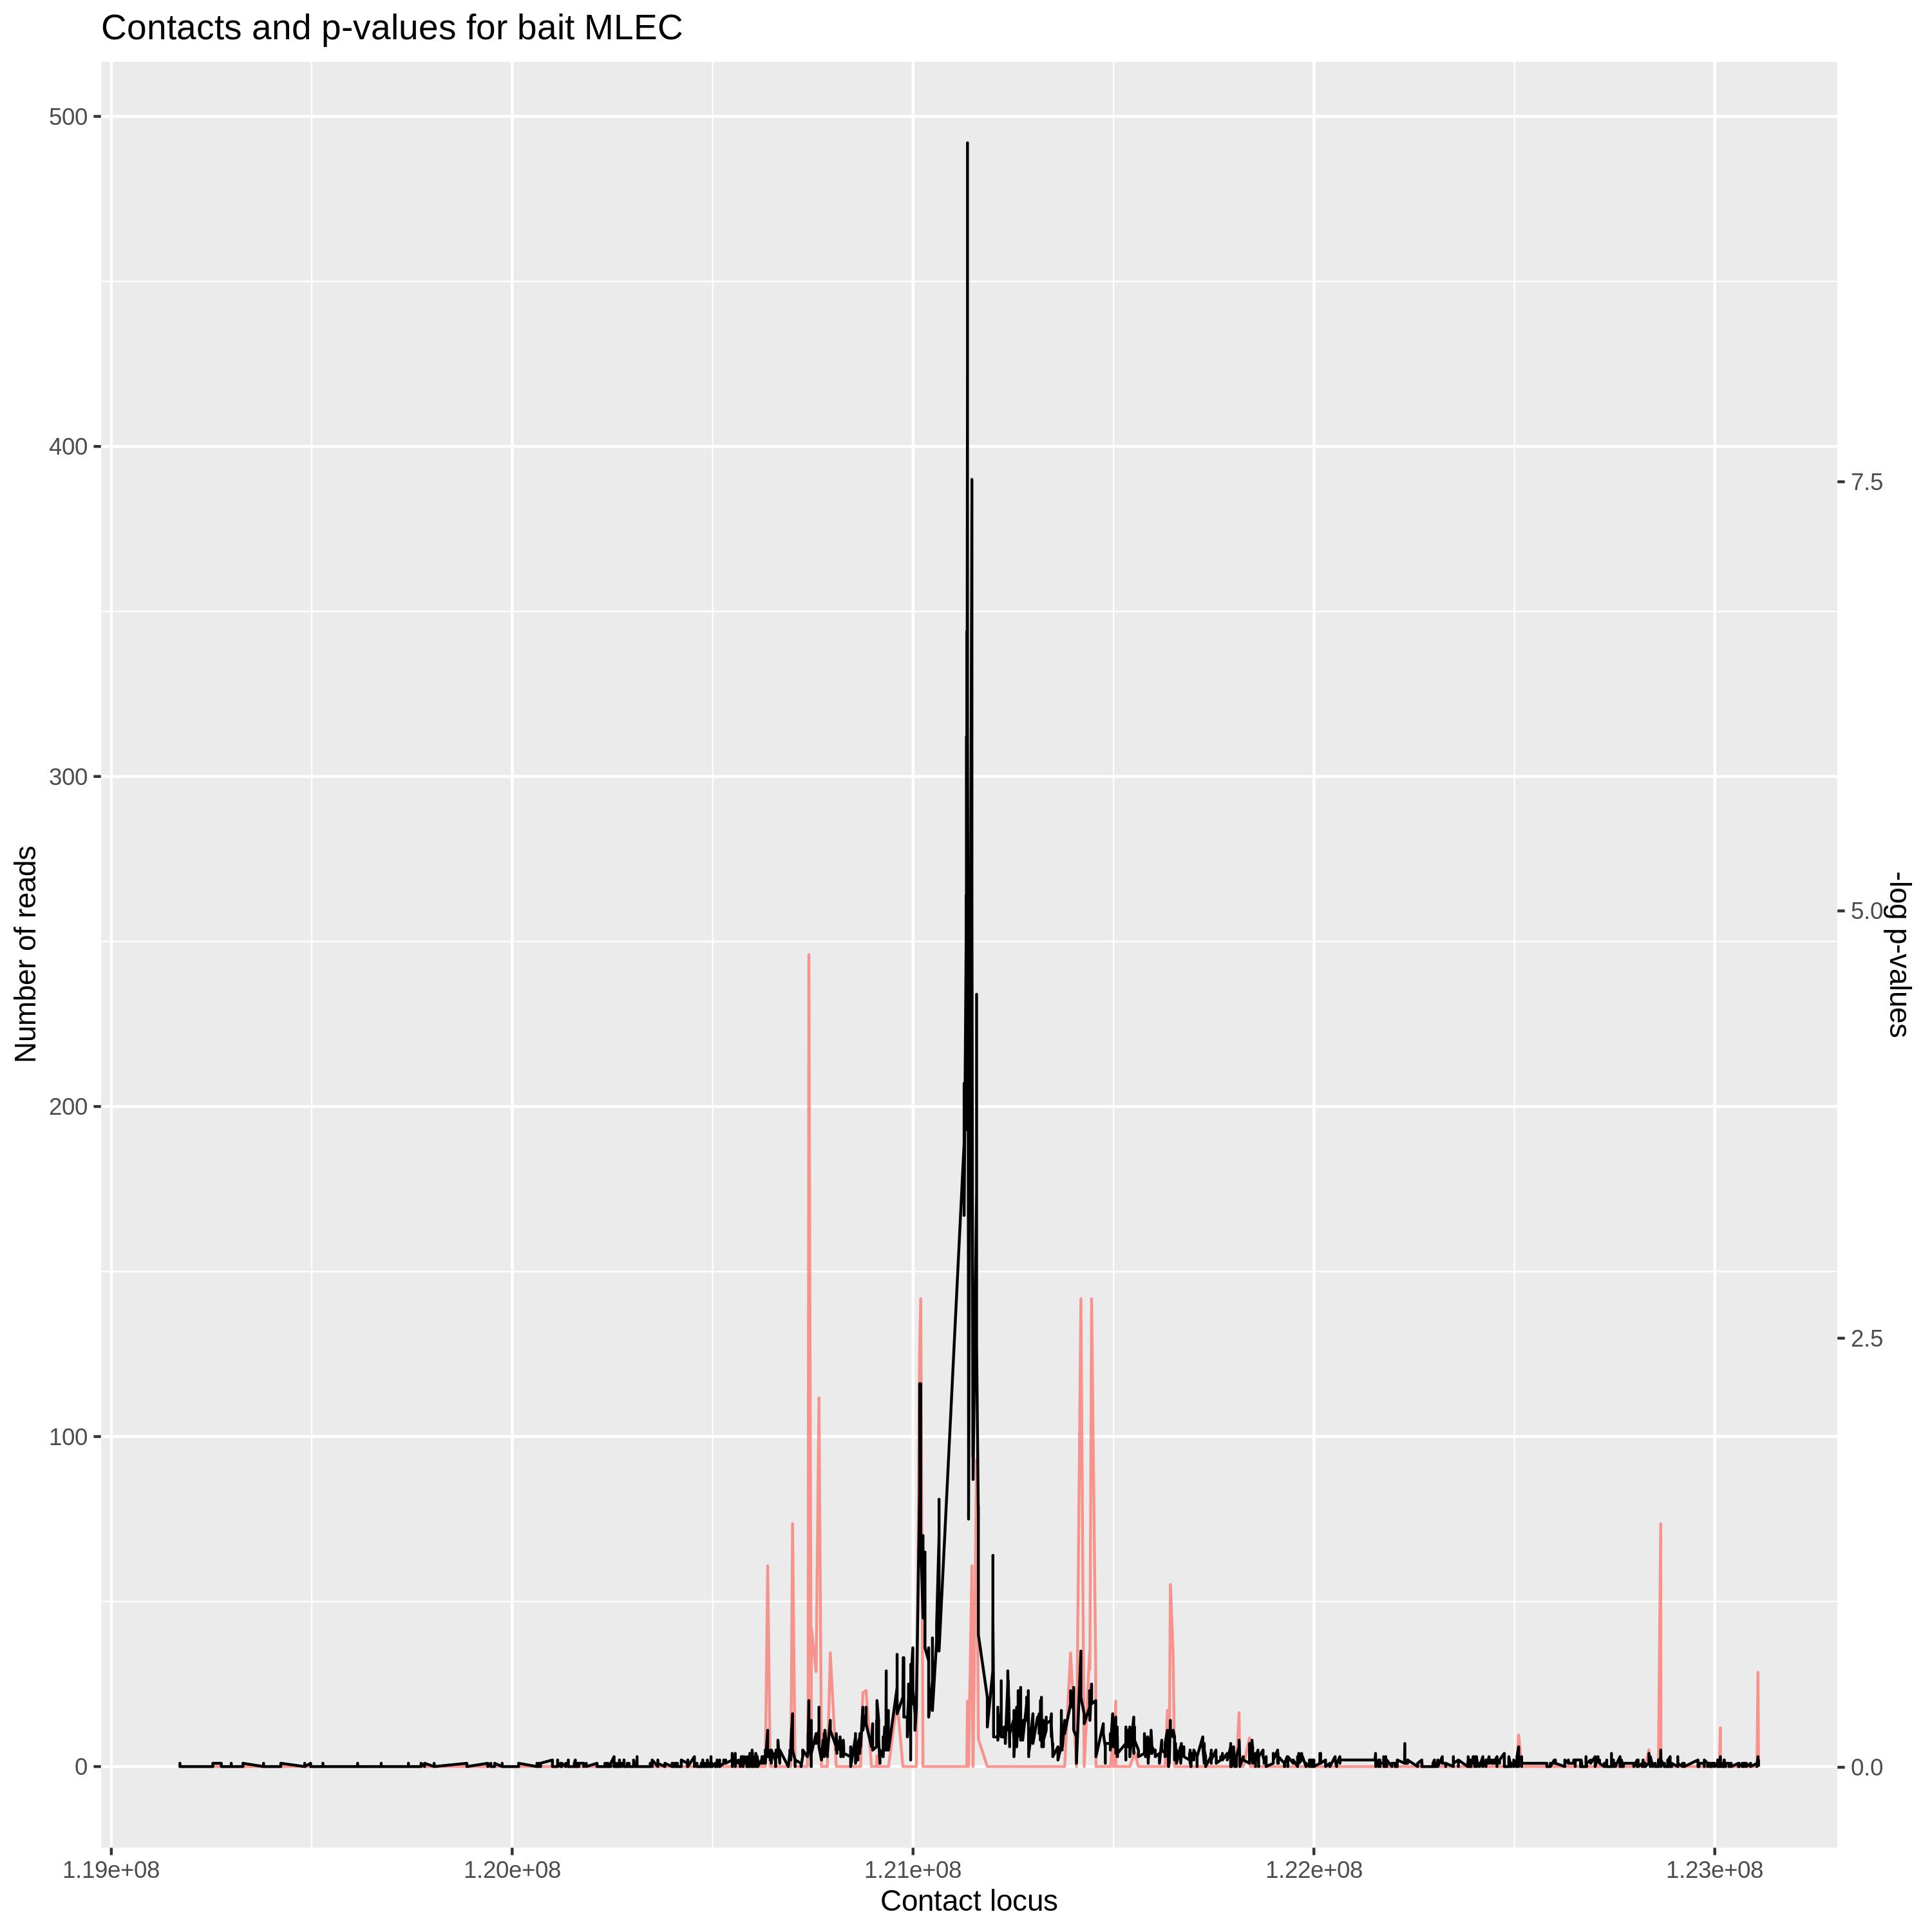 Contacts and p-values for bait MLEC
500
400
300
200
100
0
Number of reads
7.5
5.0
2.5
0.0
-log p-values
1.19e+08
1.20e+08
1.21e+08
1.22e+08
1.23e+08
Contact locus